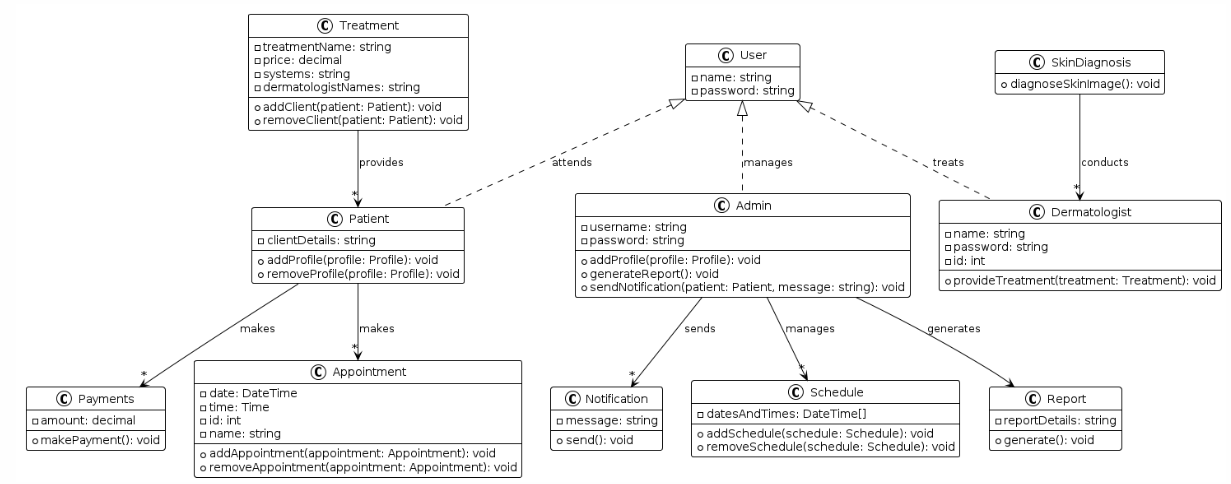 C Treatment
treatmentName: string
price: decimal
systems: string
dermatologistNames: string
addClient(patient: Patient): void
removeClient(patient: Patient): void
C User
name: string
password: string
C SkinDiagnosis
diagnoseSkinImage(): void
provides
attends
manages
treats
conducts
*
*
C Patient
clientDetails: string
addProfile(profile: Profile): void
removeProfile(profile: Profile): void
C Admin
username: string
password: string
addProfile(profile: Profile): void
generateReport(): void
sendNotification(patient: Patient, message: string): void
C Dermatologist
name: string
password: string
id: int
provideTreatment(treatment: Treatment): void
makes
makes
sends
manages
generates
*
*
*
*
C Payments
amount: decimal
makePayment(): void
C Appointment
date: DateTime
time: Time
id: int
name: string
addAppointment(appointment: Appointment): void
removeAppointment(appointment: Appointment): void
C Notification
message: string
send(): void
C Schedule
datesAndTimes: DateTime[]
addSchedule(schedule: Schedule): void
removeSchedule(schedule: Schedule): void
C Report
reportDetails: string
generate(): void